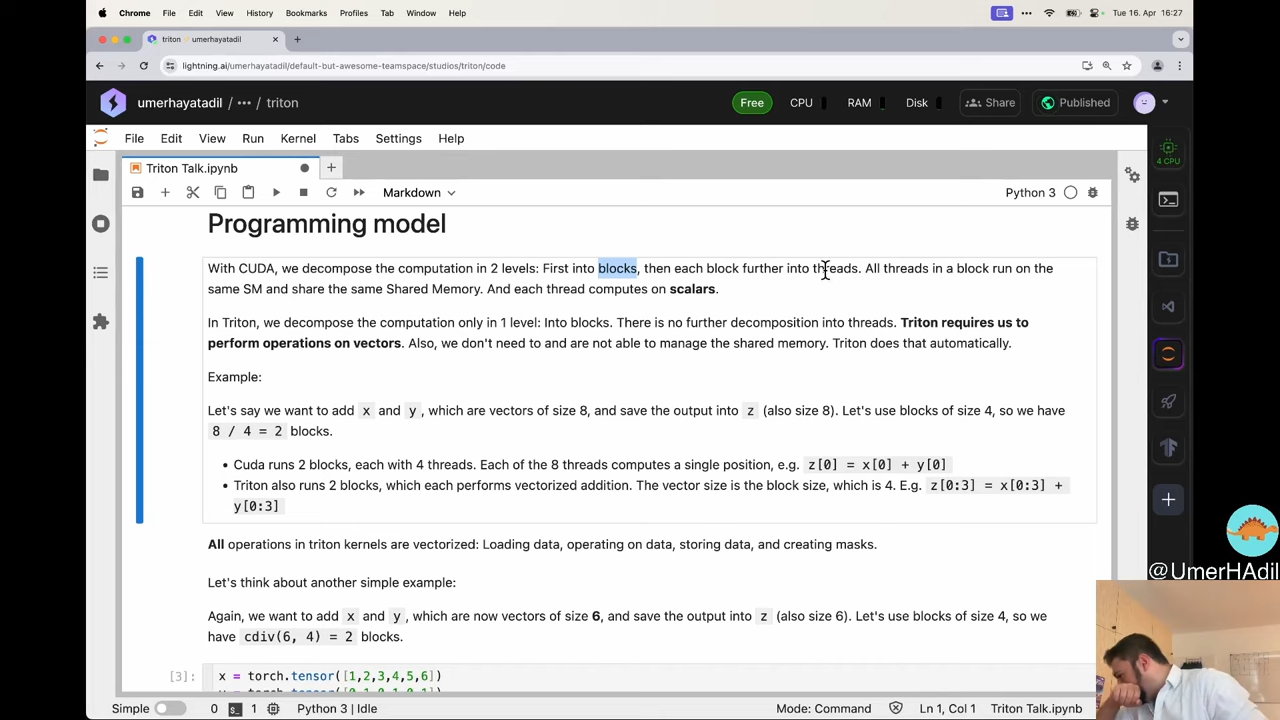 Chrome File Edit View History Bookmarks Profiles Tab Window Help Tue 16. Apr 16:27
triton umerhayatadil
lightning.ai/umerhayatadil/default-but-awesome-teamspace/studios/triton/code
umerhayatadil / ••• / triton Free CPU RAM Disk Share Published
File Edit View Run Kernel Tabs Settings Help
4 CPU
Triton Talk.ipynb
Markdown Python 3
Programming model
With CUDA, we decompose the computation in 2 levels: First into blocks, then each block further into threads. All threads in a block run on the
same SM and share the same Shared Memory. And each thread computes on scalars.
In Triton, we decompose the computation only in 1 level: Into blocks. There is no further decomposition into threads. Triton requires us to
perform operations on vectors. Also, we don't need to and are not able to manage the shared memory. Triton does that automatically.
Example:
Let's say we want to add x and y, which are vectors of size 8, and save the output into z (also size 8). Let's use blocks of size 4, so we have
8 / 4 = 2 blocks.
• Cuda runs 2 blocks, each with 4 threads. Each of the 8 threads computes a single position, e.g. z[0] = x[0] + y[0]
• Triton also runs 2 blocks, which each performs vectorized addition. The vector size is the block size, which is 4. E.g. z[0:3] = x[0:3] +
y[0:3]
All operations in triton kernels are vectorized: Loading data, operating on data, storing data, and creating masks.
Let's think about another simple example:
@UmerHAdil
Again, we want to add x and y, which are now vectors of size 6, and save the output into z (also size 6). Let's use blocks of size 4, so we
have cdiv(6, 4) = 2 blocks.
[3]: x = torch.tensor([1,2,3,4,5,6])
Simple 0 1 Python 3 | Idle Mode: Command Ln 1, Col 1 Triton Talk.ipynb